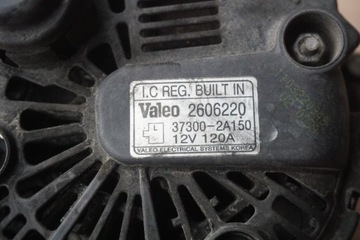 I.C REG. BUILT IN
Valeo 2606220
37300-2A150
12V 120A
VALEO ELECTRICAL SYSTEMS KOREA